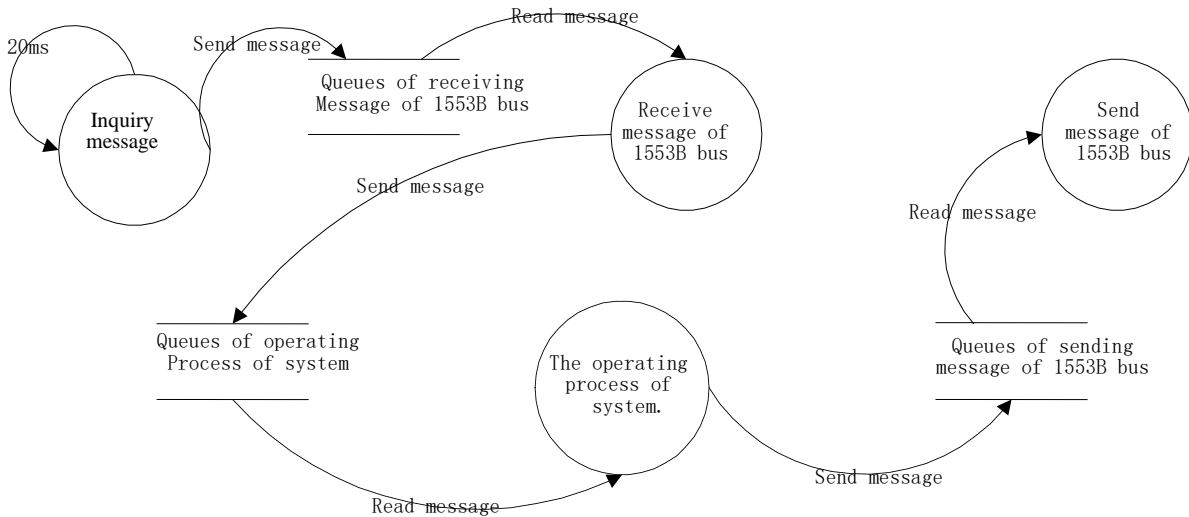 20ms
Inquiry
message
Send message
Queues of receiving
Message of 1553B bus
Read message
Receive
message of
1553B bus
Send
message of
1553B bus
Send message
Read message
Queues of operating
Process of system
The operating
process of
system.
Queues of sending
message of 1553B bus
Read message
Send message